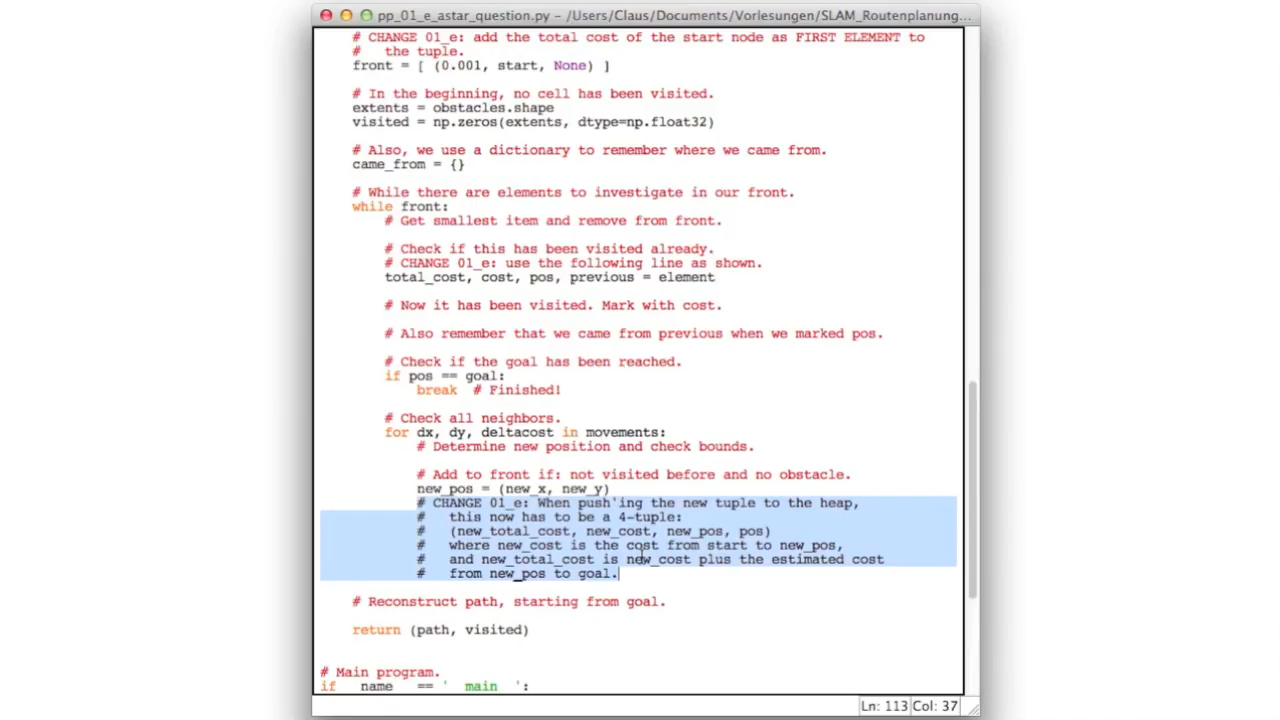 pp_01_e_astar_question.py - /Users/Claus/Documents/Vorlesungen/SLAM_Routenplanung...
# CHANGE 01_e: add the total cost of the start node as FIRST ELEMENT to
#   the tuple.
front = [ (0.001, start, None) ]
# In the beginning, no cell has been visited.
extents = obstacles.shape
visited = np.zeros(extents, dtype=np.float32)
# Also, we use a dictionary to remember where we came from.
came_from = {}
# While there are elements to investigate in our front.
while front:
# Get smallest item and remove from front.
# Check if this has been visited already.
# CHANGE 01_e: use the following line as shown.
total_cost, cost, pos, previous = element
# Now it has been visited. Mark with cost.
# Also remember that we came from previous when we marked pos.
# Check if the goal has been reached.
if pos == goal:
break  # Finished!
# Check all neighbors.
for dx, dy, deltacost in movements:
# Determine new position and check bounds.
# Add to front if: not visited before and no obstacle.
new_pos = (new_x, new_y)
# CHANGE 01_e: When push'ing the new tuple to the heap,
#   this now has to be a 4-tuple:
#   (new_total_cost, new_cost, new_pos, pos)
#   where new_cost is the cost from start to new_pos,
#   and new_total_cost is new_cost plus the estimated cost
#   from new_pos to goal.
# Reconstruct path, starting from goal.
return (path, visited)
# Main program.
if __name__ == '__main__':
Ln: 113 Col: 37